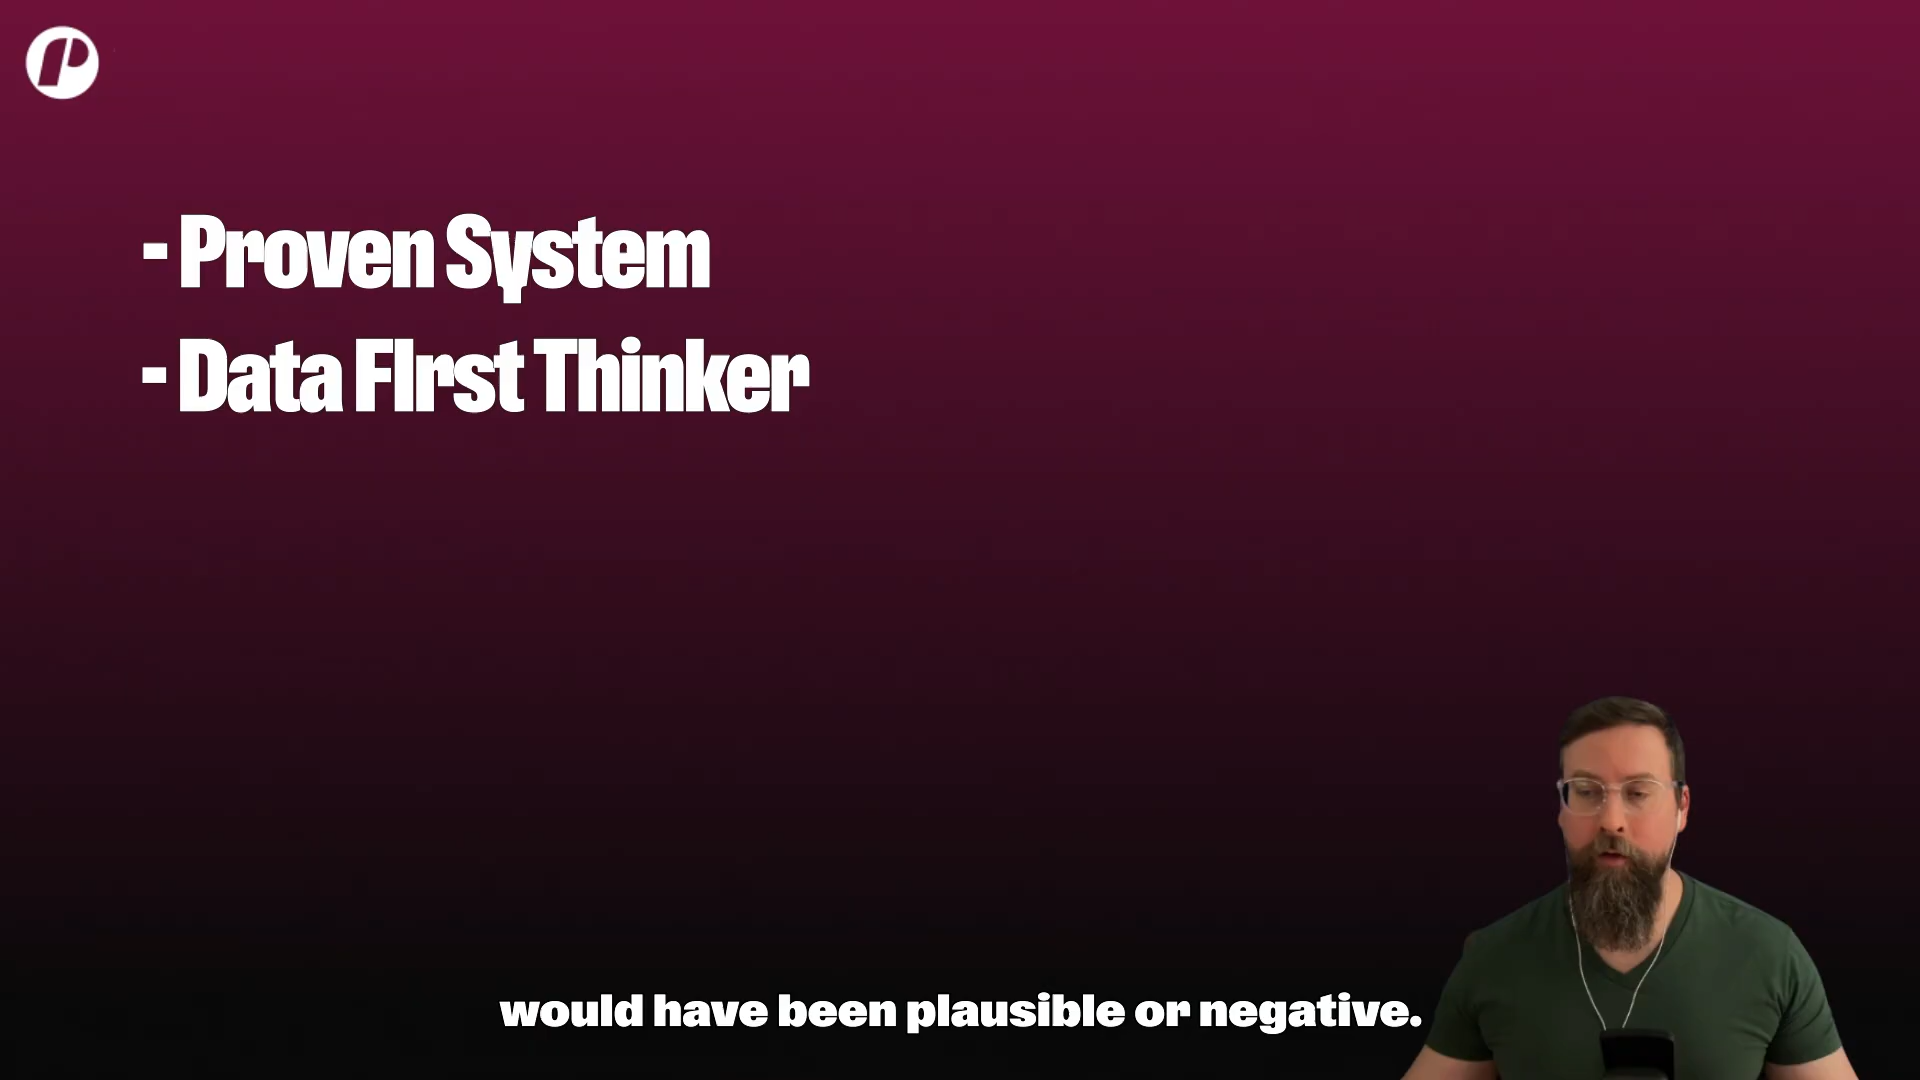 - Proven System
- Data FIrst Thinker
would have been plausible or negative.